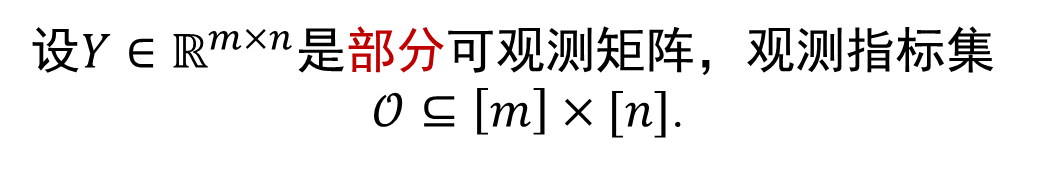 设𝑌 ∈ ℝ^{𝑚×𝑛}是部分可观测矩阵，观测指标集
𝒪 ⊆ [𝑚] × [𝑛].